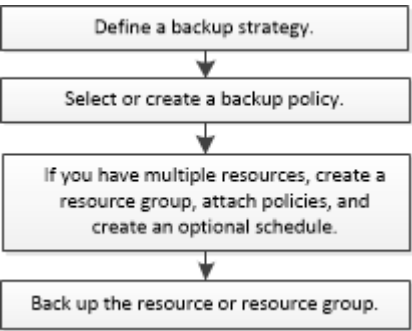 Define a backup strategy.
Select or create a backup policy.
If you have multiple resources, create a
resource group, attach policies, and
create an optional schedule.
Back up the resource or resource group.